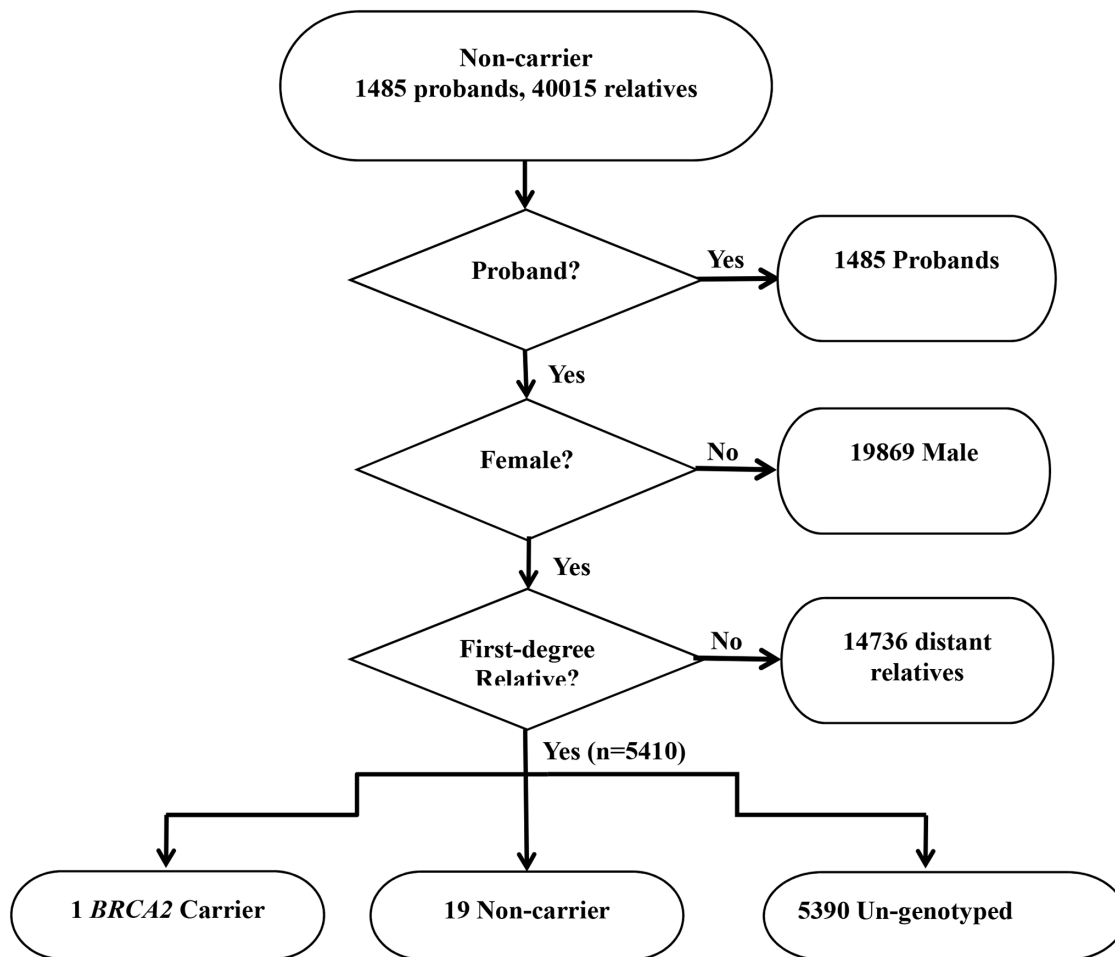 Non-carrier
1485 probands, 40015 relatives
Proband?
Yes
1485 Probands
Yes
Female?
No
19869 Male
Yes
First-degree
Relative?
No
14736 distant
relatives
Yes (n=5410)
1 BRCA2 Carrier
19 Non-carrier
5390 Un-genotyped